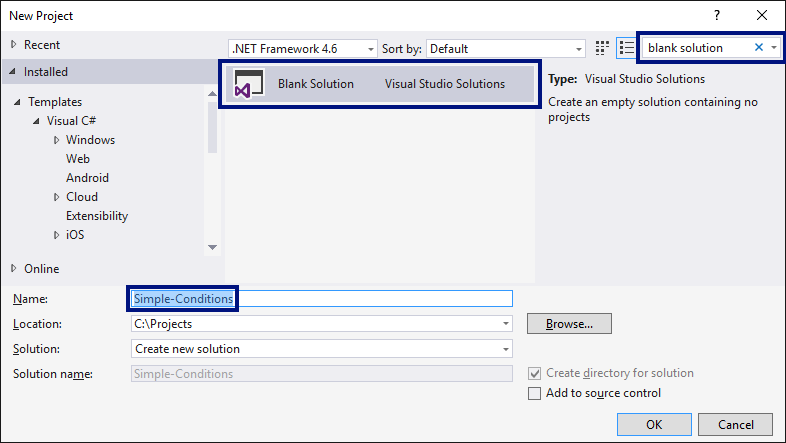 New Project
Recent
.NET Framework 4.6
Sort by:
Default
blank solution
Installed
Templates
Visual C#
Windows
Web
Android
Cloud
Extensibility
iOS
Online
Blank Solution
Visual Studio Solutions
Type: Visual Studio Solutions
Create an empty solution containing no
projects
Name:
Simple-Conditions
Location:
C:\Projects
Browse...
Solution:
Create new solution
Solution name:
Simple-Conditions
Create directory for solution
Add to source control
OK
Cancel